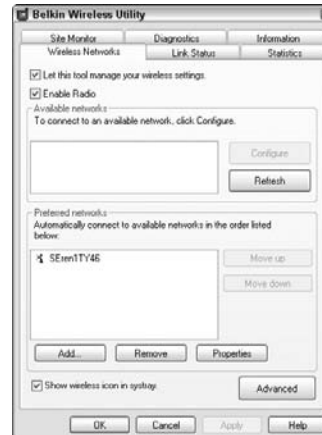 Belkin Wireless Utility
Site Monitor Diagnostics Information
Wireless Networks Link Status Statistics
Let this tool manage your wireless settings.
Enable Radio
Available networks
To connect to an available network, click Configure.
Configure
Refresh
Preferred networks
Automatically connect to available networks in the order listed
below:
SEren1TY46
Move up
Move down
Add... Remove Properties
Show wireless icon in systray.
Advanced
OK Cancel Apply Help